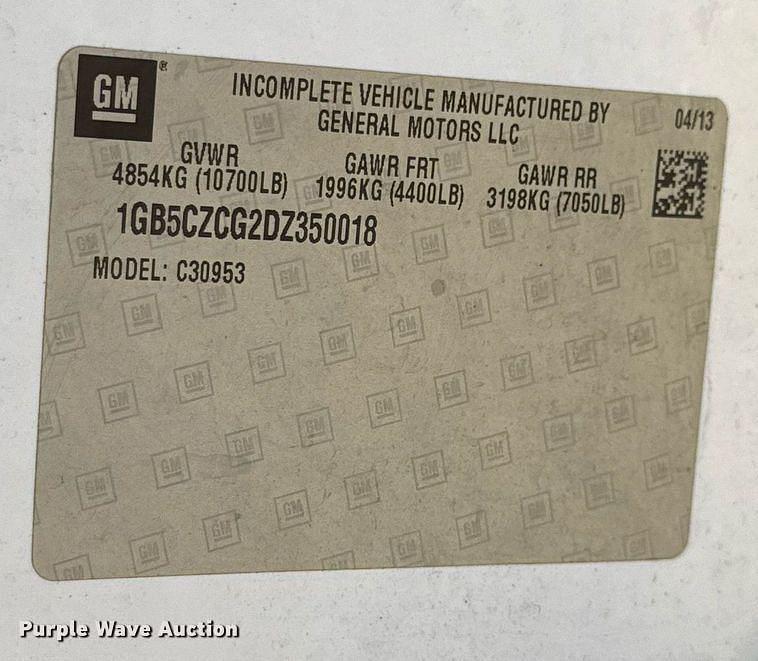 GM®
INCOMPLETE VEHICLE MANUFACTURED BY
GENERAL MOTORS LLC
04/13
GVWR
4854KG (10700LB)
GAWR FRT
1996KG (4400LB)
GAWR RR
3198KG (7050LB)
1GB5CZCG2DZ350018
MODEL: C30953
Purple Wave Auction